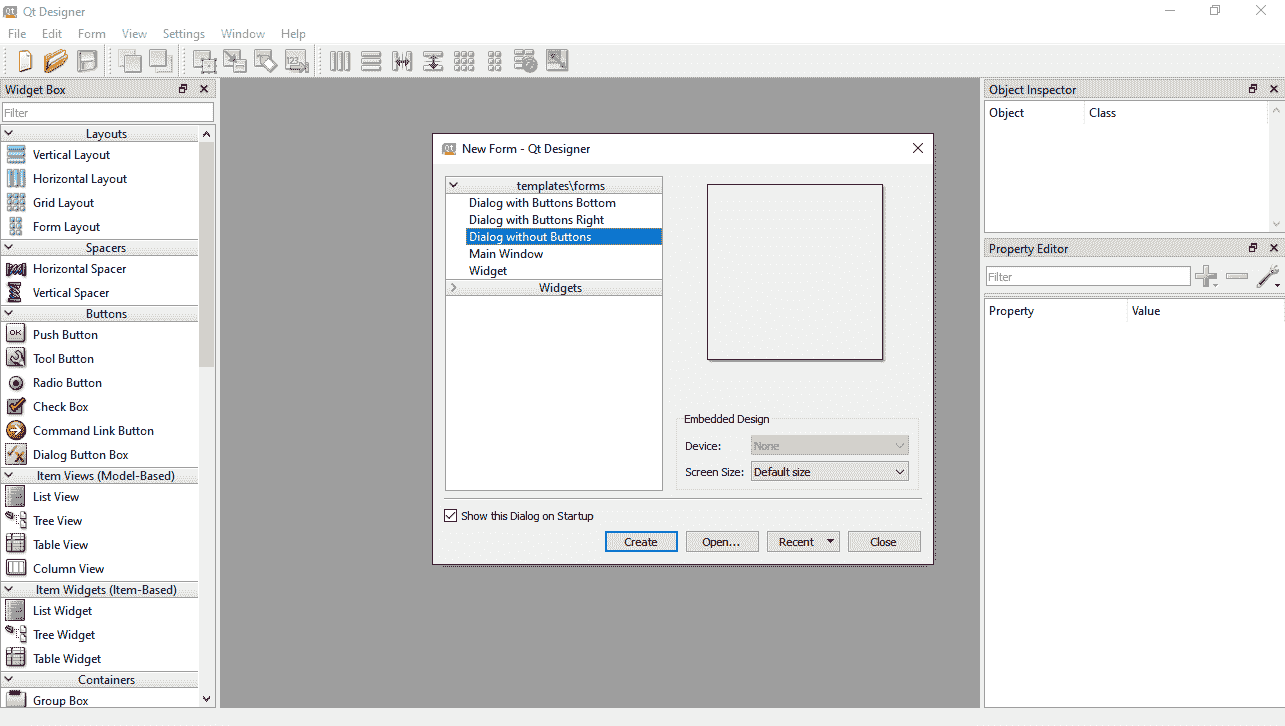 Qt Designer
File Edit Form View Settings Window Help
Widget Box
Filter
Layouts
Vertical Layout
Horizontal Layout
Grid Layout
Form Layout
Spacers
Horizontal Spacer
Vertical Spacer
Buttons
Push Button
Tool Button
Radio Button
Check Box
Command Link Button
Dialog Button Box
Item Views (Model-Based)
List View
Tree View
Table View
Column View
Item Widgets (Item-Based)
List Widget
Tree Widget
Table Widget
Containers
Group Box
New Form - Qt Designer
templates\forms
Dialog with Buttons Bottom
Dialog with Buttons Right
Dialog without Buttons
Main Window
Widget
Widgets
Embedded Design
Device: None
Screen Size: Default size
Show this Dialog on Startup
Create Open... Recent Close
Object Inspector
Object Class
Property Editor
Filter
Property Value